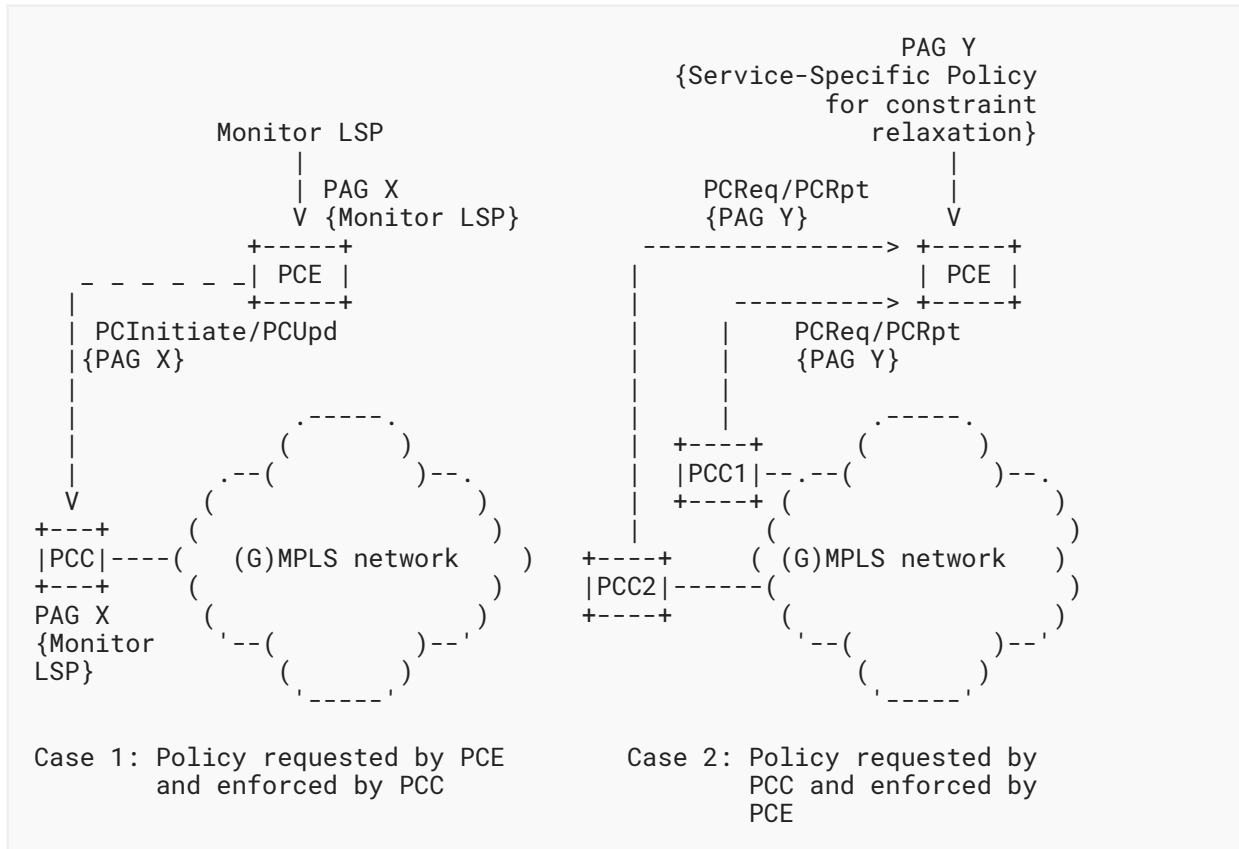 PAG Y
{Service-Specific Policy
for constraint
Monitor LSP relaxation}
PAG X PCReq/PCRpt
V {Monitor LSP} {PAG Y} V
PCE PCE
PCInitiate/PCUpd PCReq/PCRpt
{PAG X} {PAG Y}
PCC1
V
PCC (G)MPLS network (G)MPLS network
PCC2
PAG X
{Monitor
LSP}
Case 1: Policy requested by PCE Case 2: Policy requested by
and enforced by PCC PCC and enforced by
PCE